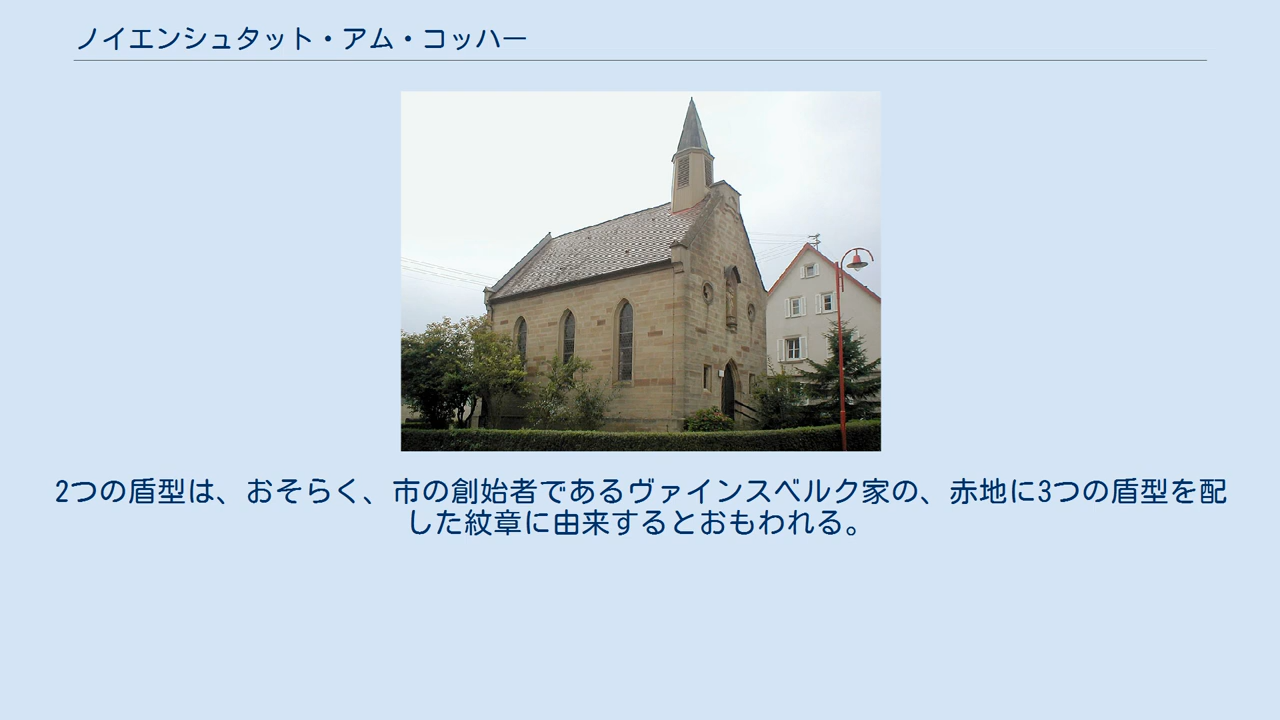 ノイエンシュタット・アム・コッハー
2つの盾型は、おそらく、市の創始者であるヴァインスベルク家の、赤地に3つの盾型を配
した紋章に由来するとおもわれる。